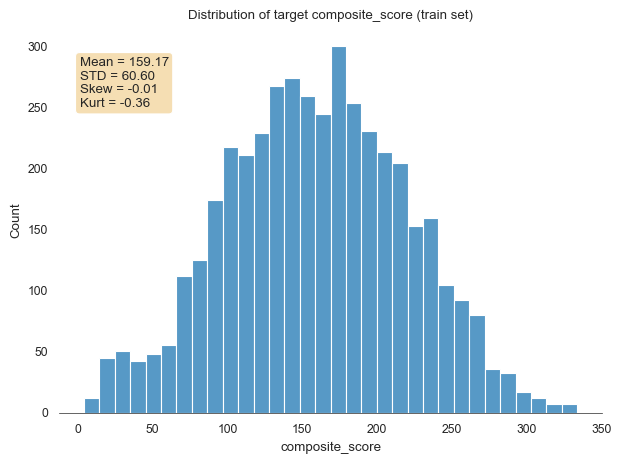 Distribution of target composite_score (train set)
Mean = 159.17
STD = 60.60
Skew = -0.01
Kurt = -0.36
300
250
200
150
100
50
0
Count
0 50 100 150 200 250 300 350
composite_score